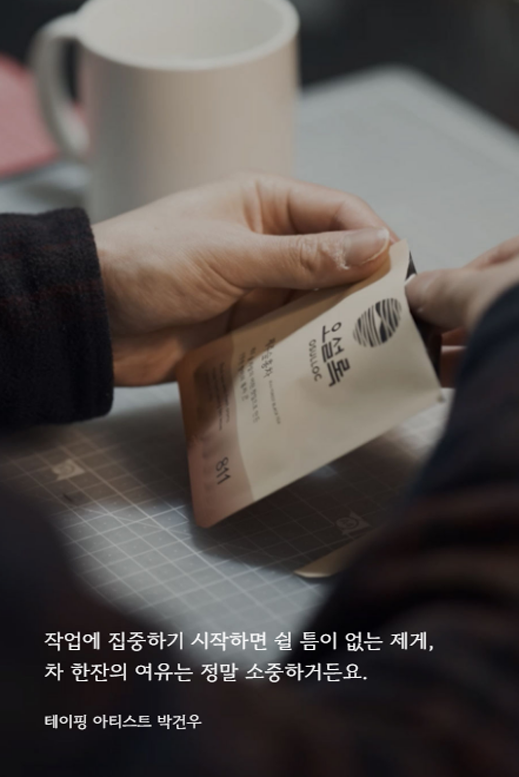 오설록
OSULLOC
811
작업에 집중하기 시작하면 쉴 틈이 없는 제게,
차 한잔의 여유는 정말 소중하거든요.
테이핑 아티스트 박건우